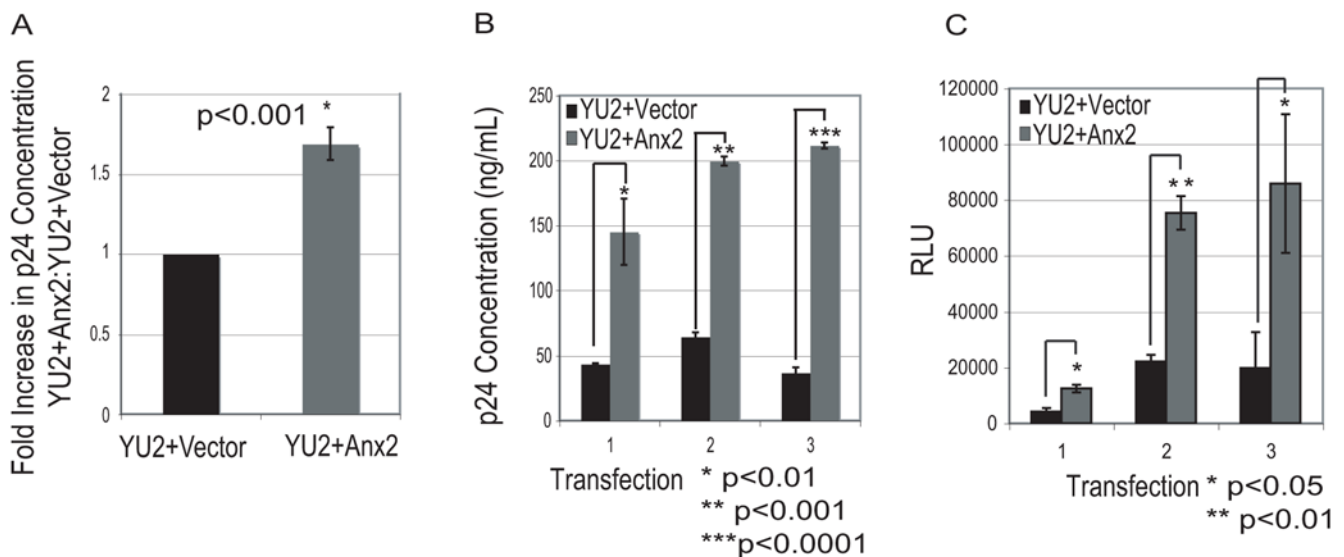 A
Fold Increase in p24 Concentration
YU2+Anx2:YU2+Vector
2
1.5
1
0.5
0
p<0.001 *
YU2+Vector
YU2+Anx2
B
p24 Concentration (ng/mL)
250
200
150
100
50
0
YU2+Vector
YU2+Anx2
*
**
***
1
2
3
Transfection
* p<0.01
** p<0.001
***p<0.0001
C
RLU
120000
100000
80000
60000
40000
20000
0
YU2+Vector
YU2+Anx2
*
**
*
1
2
3
Transfection * p<0.05
** p<0.01